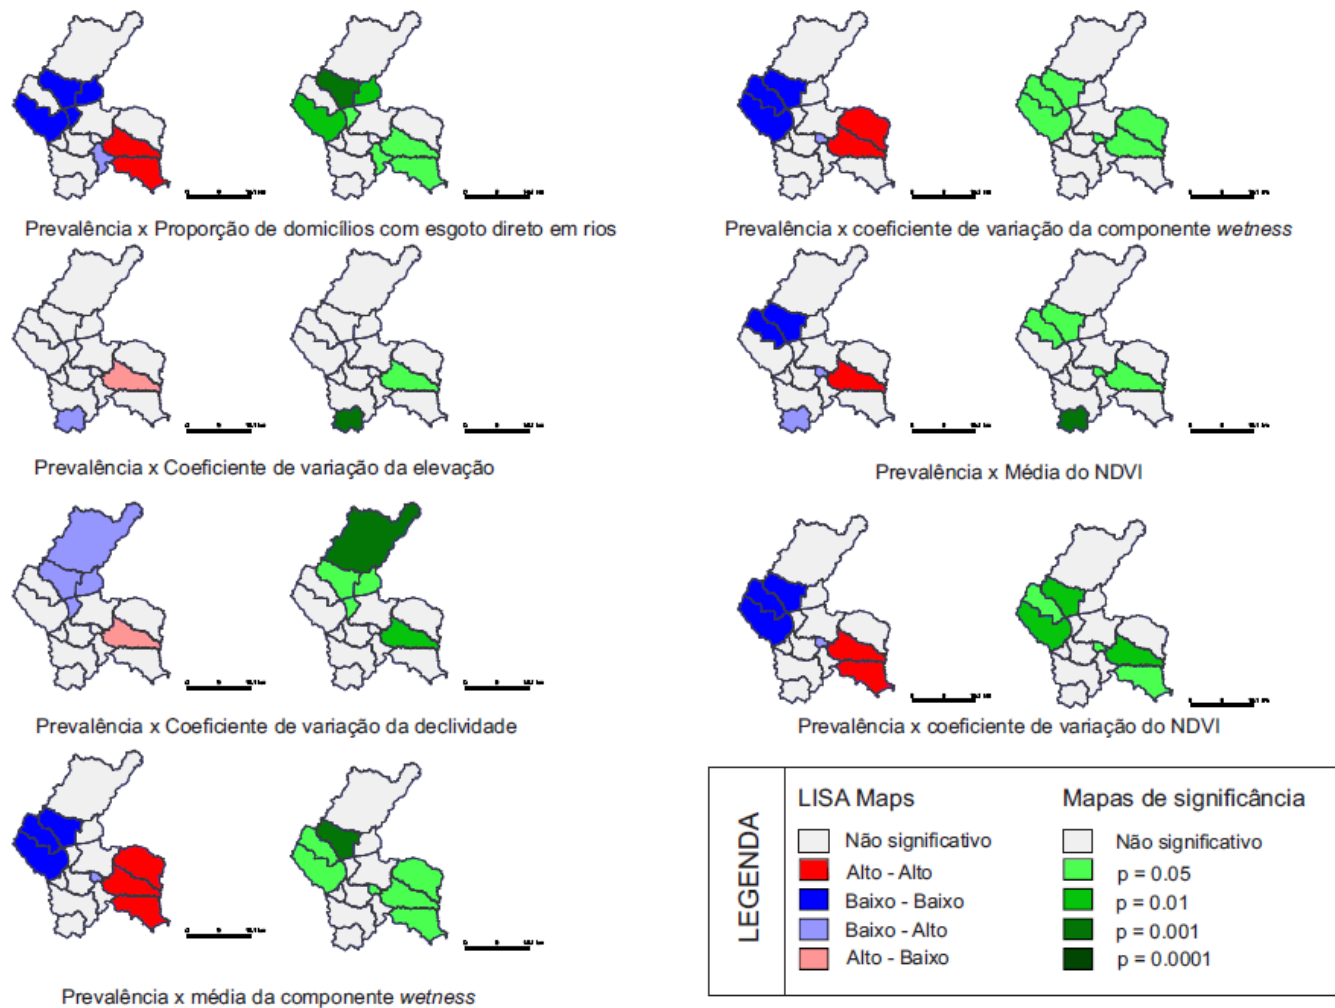 Prevalência x Proporção de domicílios com esgoto direto em rios
Prevalência x coeficiente de variação da componente wetness
Prevalência x Coeficiente de variação da elevação
Prevalência x Média do NDVI
Prevalência x Coeficiente de variação da declividade
Prevalência x coeficiente de variação do NDVI
Prevalência x média da componente wetness
LEGENDA
LISA Maps
Não significativo
Alto - Alto
Baixo - Baixo
Baixo - Alto
Alto - Baixo
Mapas de significância
Não significativo
p = 0.05
p = 0.01
p = 0.001
p = 0.0001